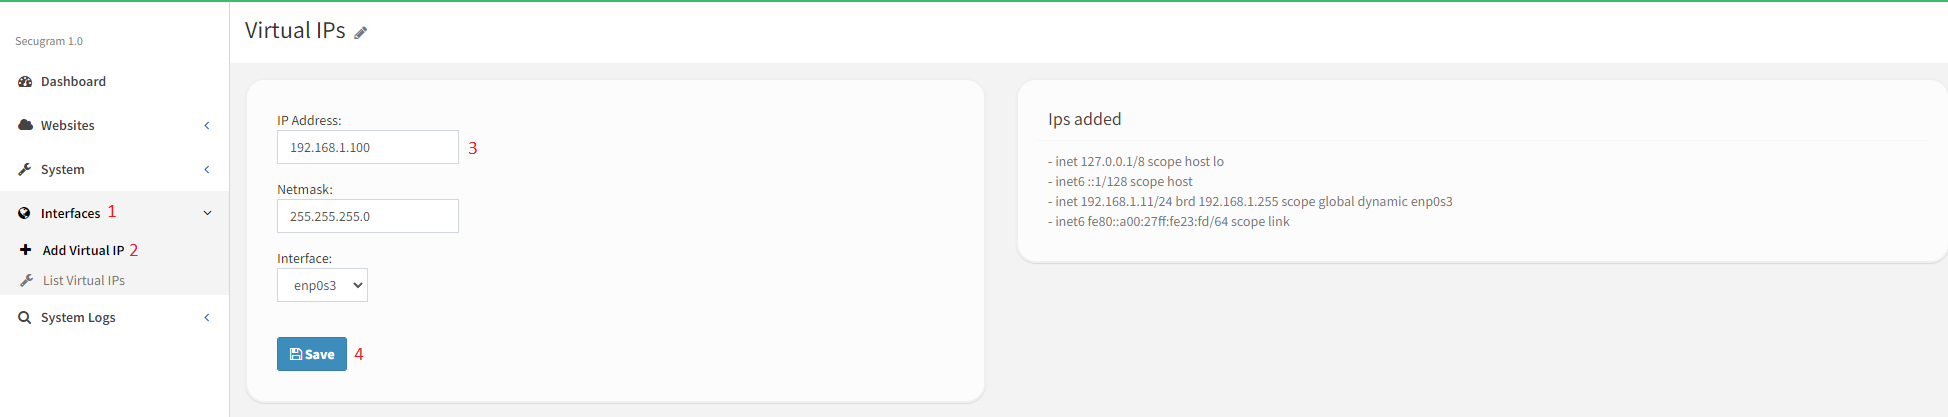 Secugram 1.0
Dashboard
Websites
System
Interfaces 1
Add Virtual IP 2
List Virtual IPs
System Logs
Virtual IPs
IP Address:
192.168.1.100 3
Netmask:
255.255.255.0
Interface:
enp0s3
Save 4
Ips added
- inet 127.0.0.1/8 scope host lo
- inet6 ::1/128 scope host
- inet 192.168.1.11/24 brd 192.168.1.255 scope global dynamic enp0s3
- inet6 fe80::a00:27ff:fe23:fd/64 scope link